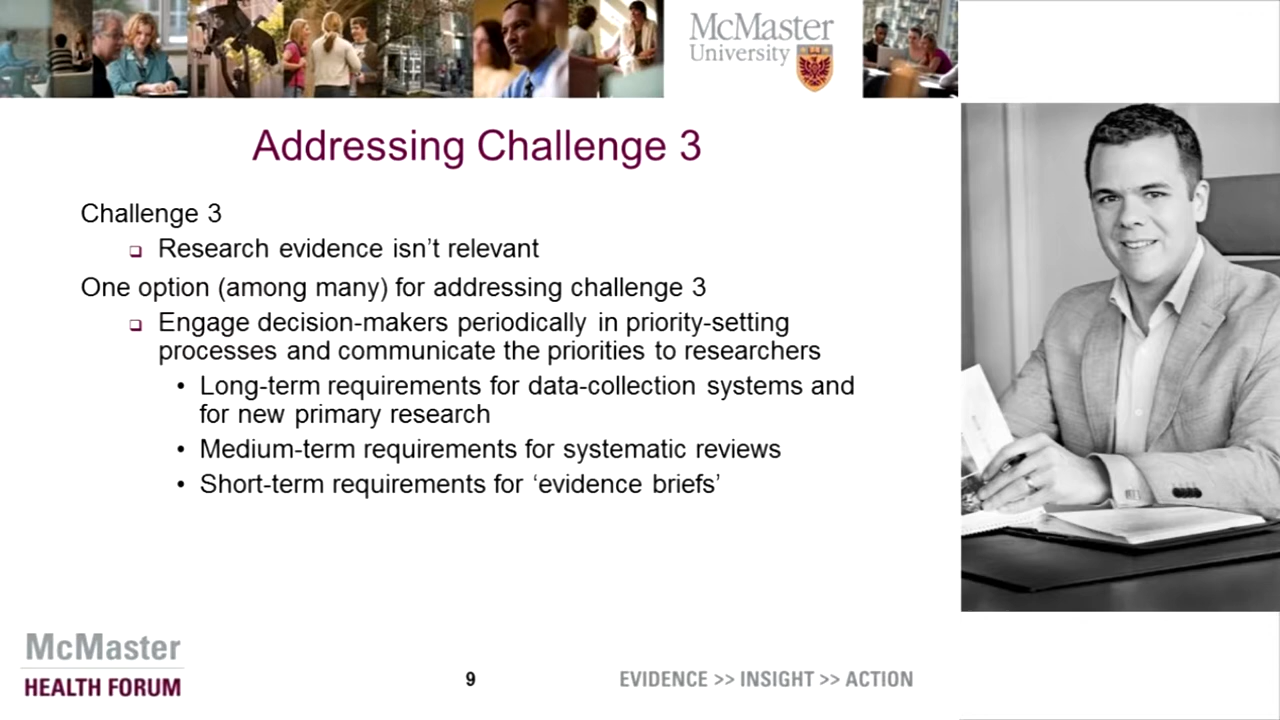 McMaster
University
Addressing Challenge 3
Challenge 3
Research evidence isn’t relevant
One option (among many) for addressing challenge 3
Engage decision-makers periodically in priority-setting
processes and communicate the priorities to researchers
• Long-term requirements for data-collection systems and
for new primary research
• Medium-term requirements for systematic reviews
• Short-term requirements for ‘evidence briefs’
McMaster
HEALTH FORUM
9
EVIDENCE >> INSIGHT >> ACTION